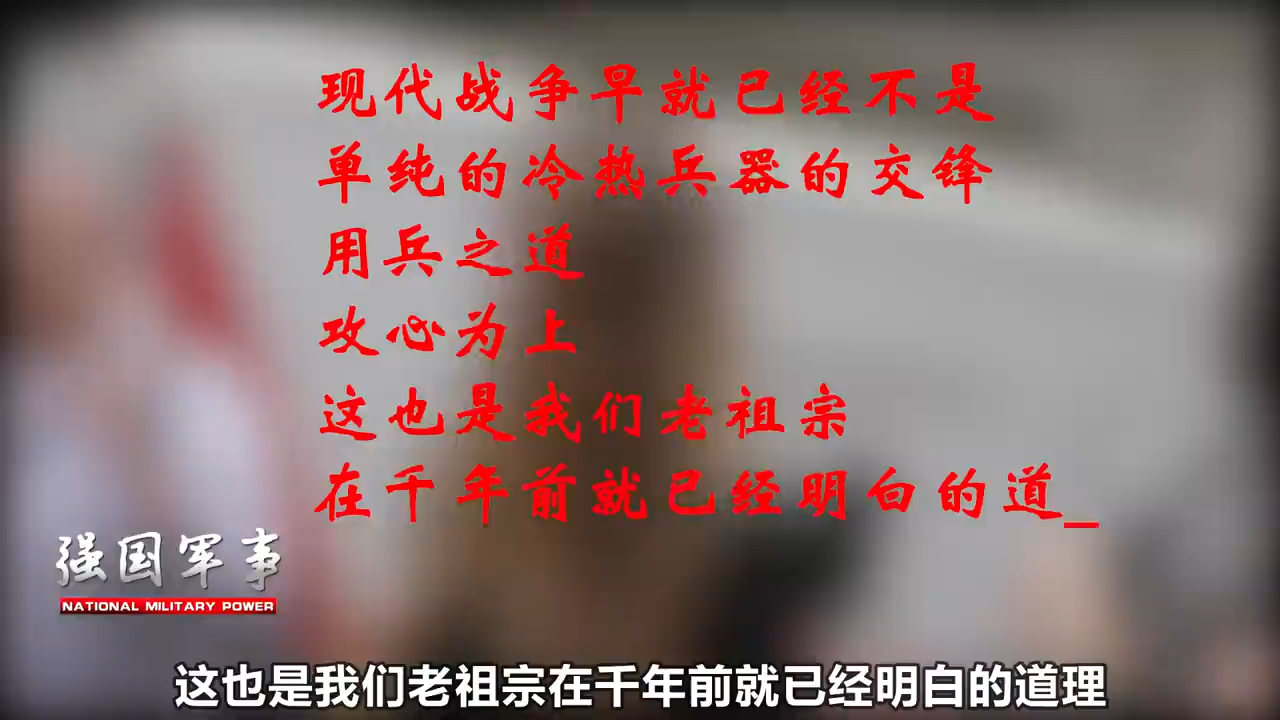 现代战争早就已经不是
单纯的冷热兵器的交锋
用兵之道
攻心为上
这也是我们老祖宗
在千年前就已经明白的道_
强国军事
NATIONAL MILITARY POWER
这也是我们老祖宗在千年前就已经明白的道理